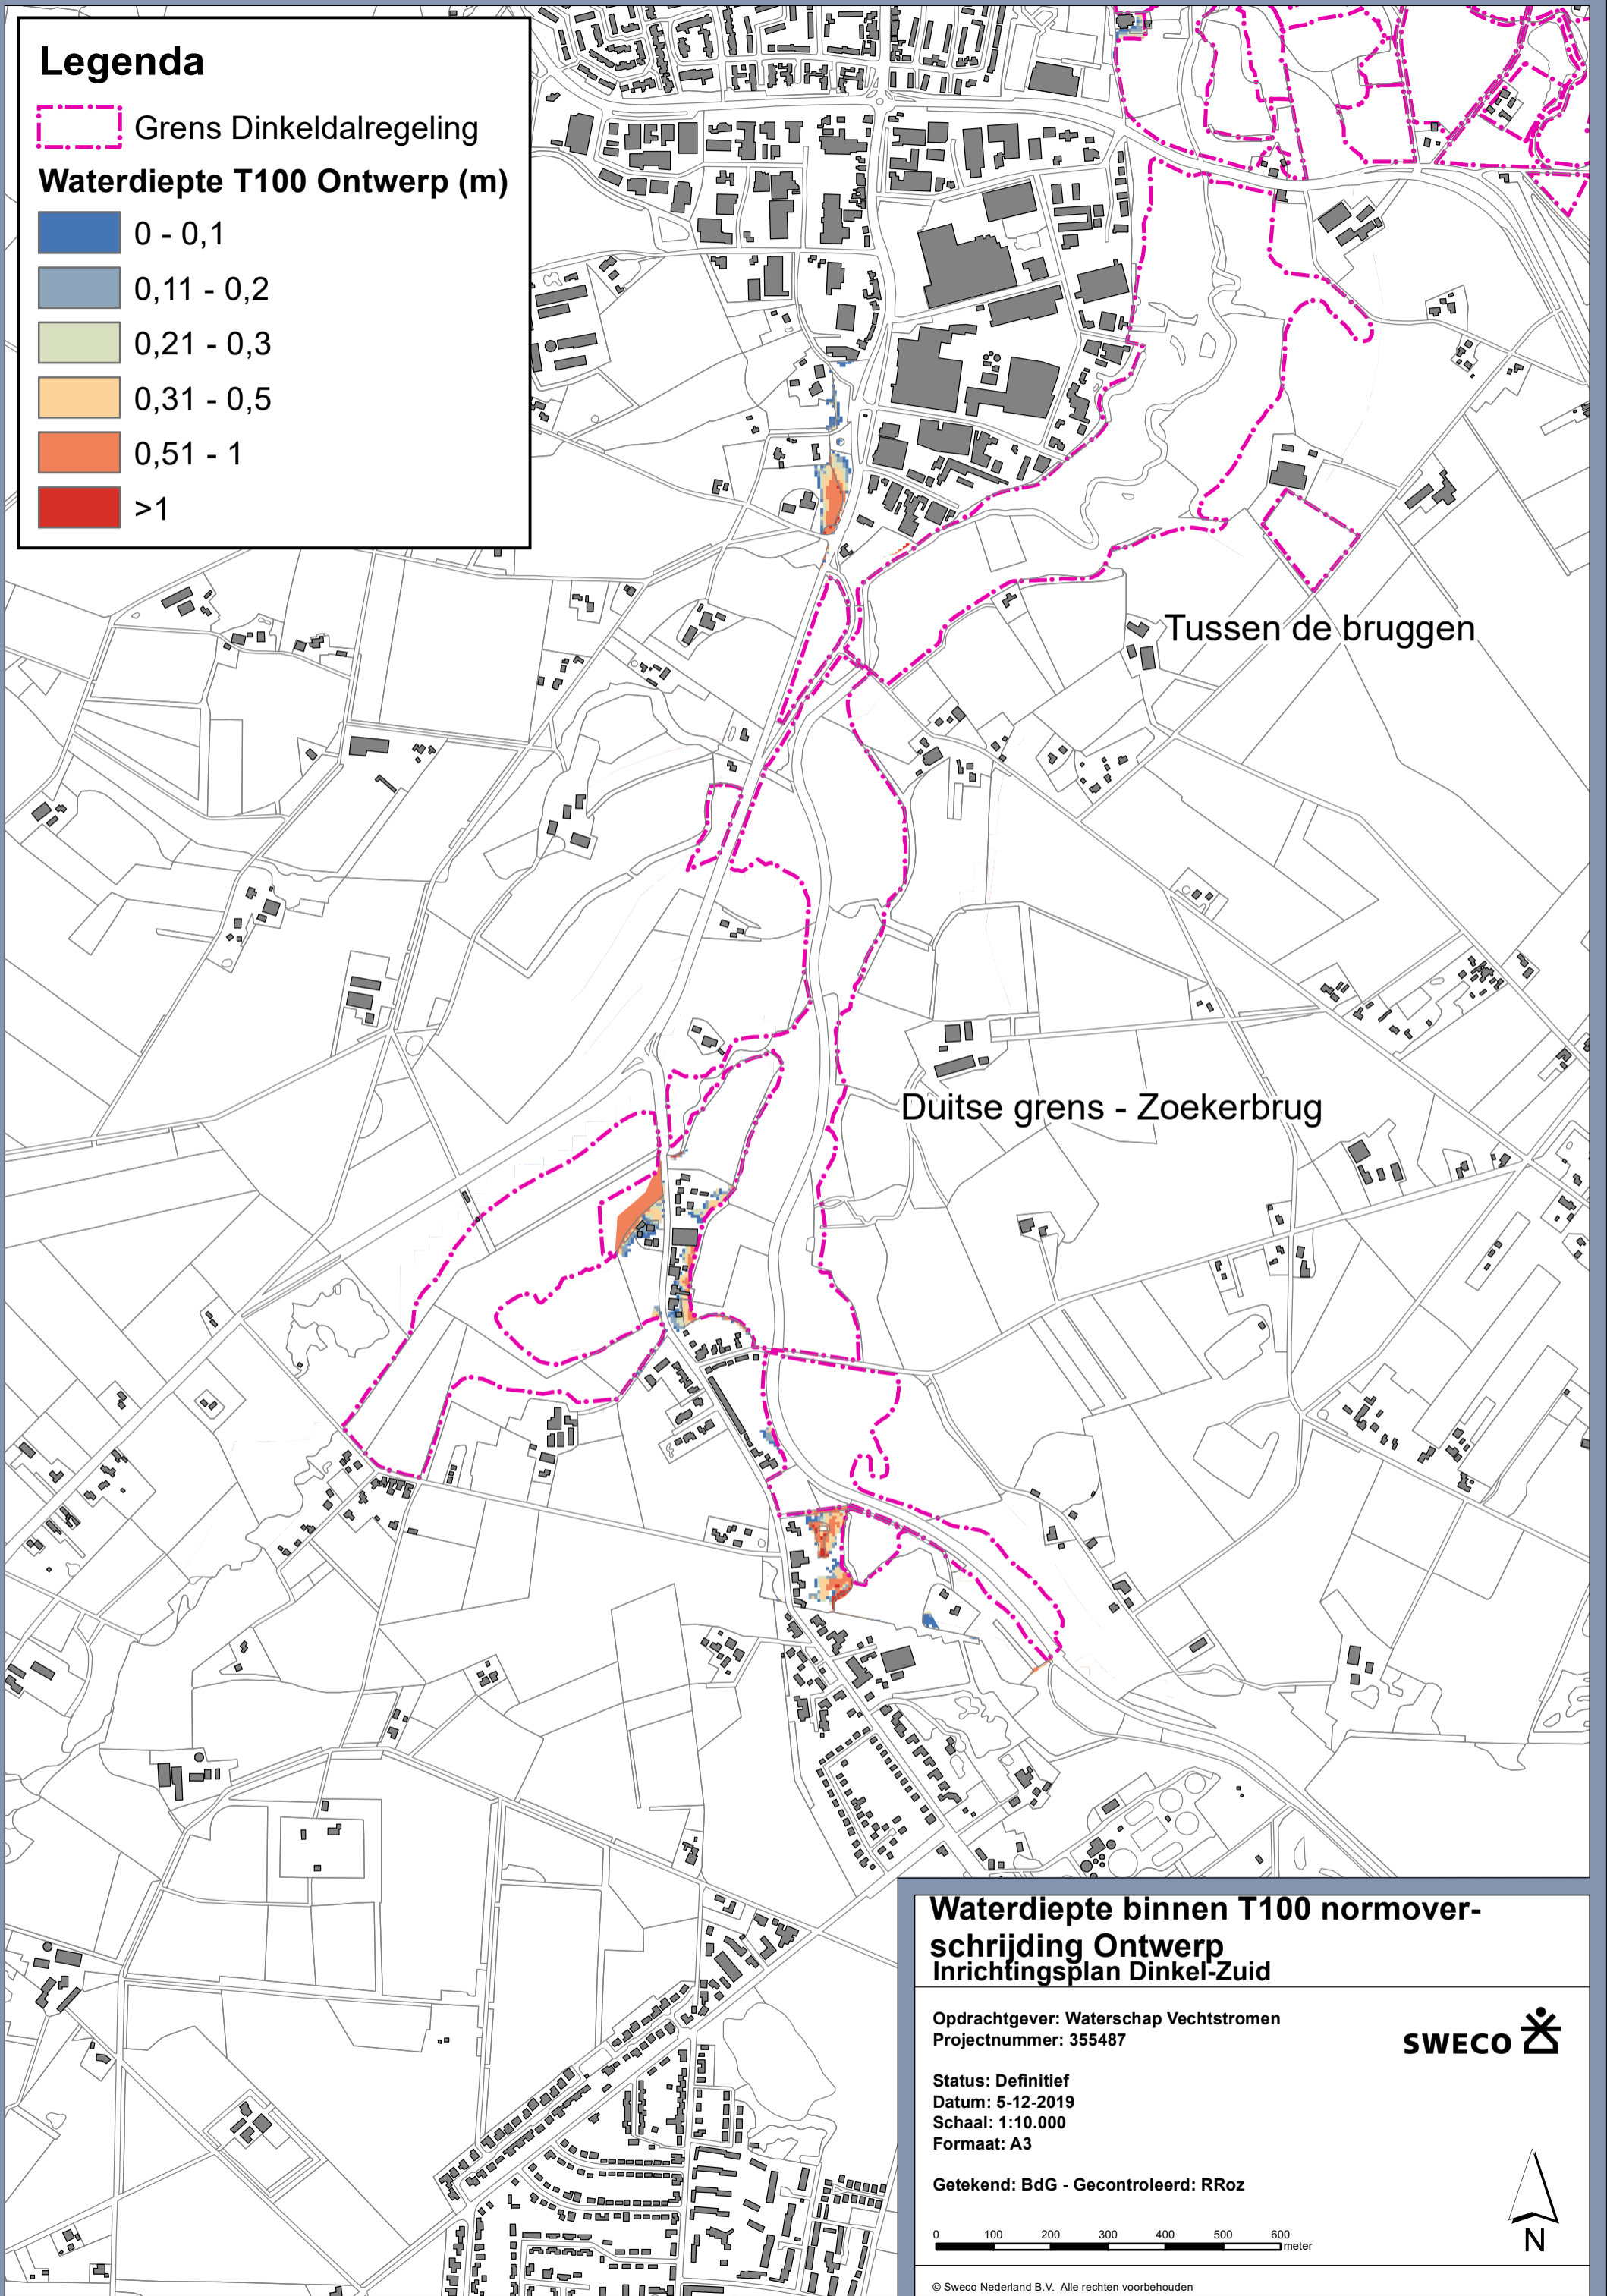 Legenda
Grens Dinkeldalregeling
Waterdiepte T100 Ontwerp (m)
0 - 0,1
0,11 - 0,2
0,21 - 0,3
0,31 - 0,5
0,51 - 1
>1
Tussen de bruggen
Duitse grens - Zoekerbrug
Waterdiepte binnen T100 normover-
schrijding Ontwerp
Inrichtingsplan Dinkel-Zuid
Opdrachtgever: Waterschap Vechtstromen
Projectnummer: 355487
SWECO
Status: Definitief
Datum: 5-12-2019
Schaal: 1:10.000
Formaat: A3
Getekend: BdG - Gecontroleerd: RRoz
0 100 200 300 400 500 600
meter
N
© Sweco Nederland B.V. Alle rechten voorbehouden